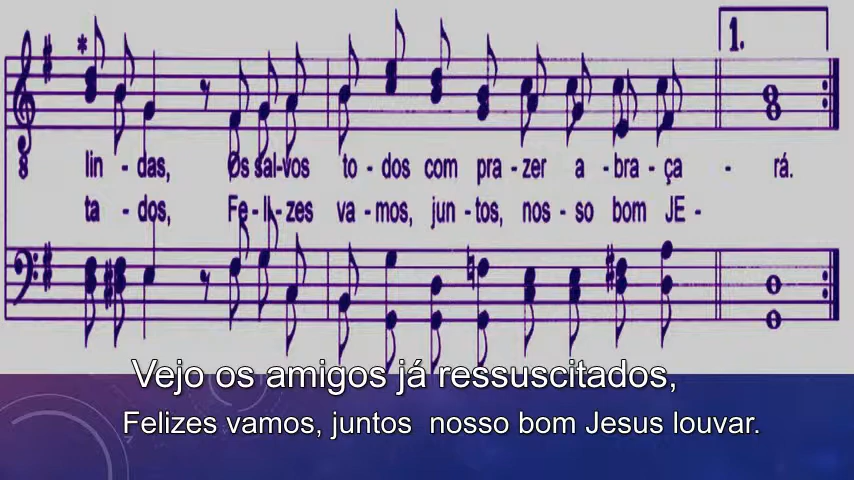 1.
lin - das, Os sal-vos to - dos com pra - zer a - bra - ça - rá.
ta - dos, Fe - li - zes va - mos, jun - tos, nos - so bom JE -
8
Vejo os amigos já ressuscitados,
Felizes vamos, juntos nosso bom Jesus louvar.